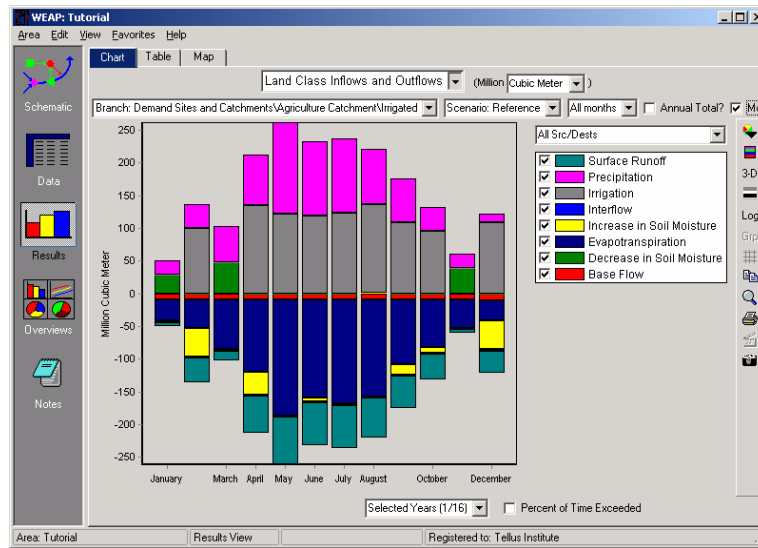 WEAP: Tutorial
Area Edit View Favorites Help
Chart Table Map
Land Class Inflows and Outflows (Million Cubic Meter )
Branch: Demand Sites and Catchments\Agriculture Catchment\Irrigated Scenario: Reference All months Annual Total?
Schematic
Data
Results
Overviews
Notes
All Src/Dests
Surface Runoff
Precipitation
Irrigation
Interflow
Increase in Soil Moisture
Evapotranspiration
Decrease in Soil Moisture
Base Flow
3-D
Log
Grp
Million Cubic Meter
250
200
150
100
50
0
-50
-100
-150
-200
-250
January March April May June July August October December
Selected Years (1/16) Percent of Time Exceeded
Area: Tutorial Results View Registered to: Tellus Institute